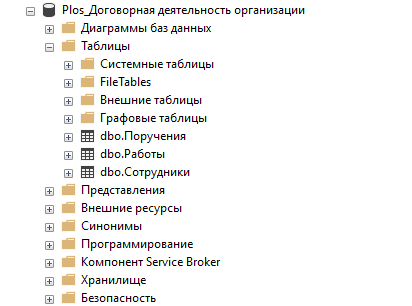 Plos_Договорная деятельность организации
Диаграммы баз данных
Таблицы
Системные таблицы
FileTables
Внешние таблицы
Графовые таблицы
dbo.Поручения
dbo.Работы
dbo.Сотрудники
Представления
Внешние ресурсы
Синонимы
Программирование
Компонент Service Broker
Хранилище
Безопасность